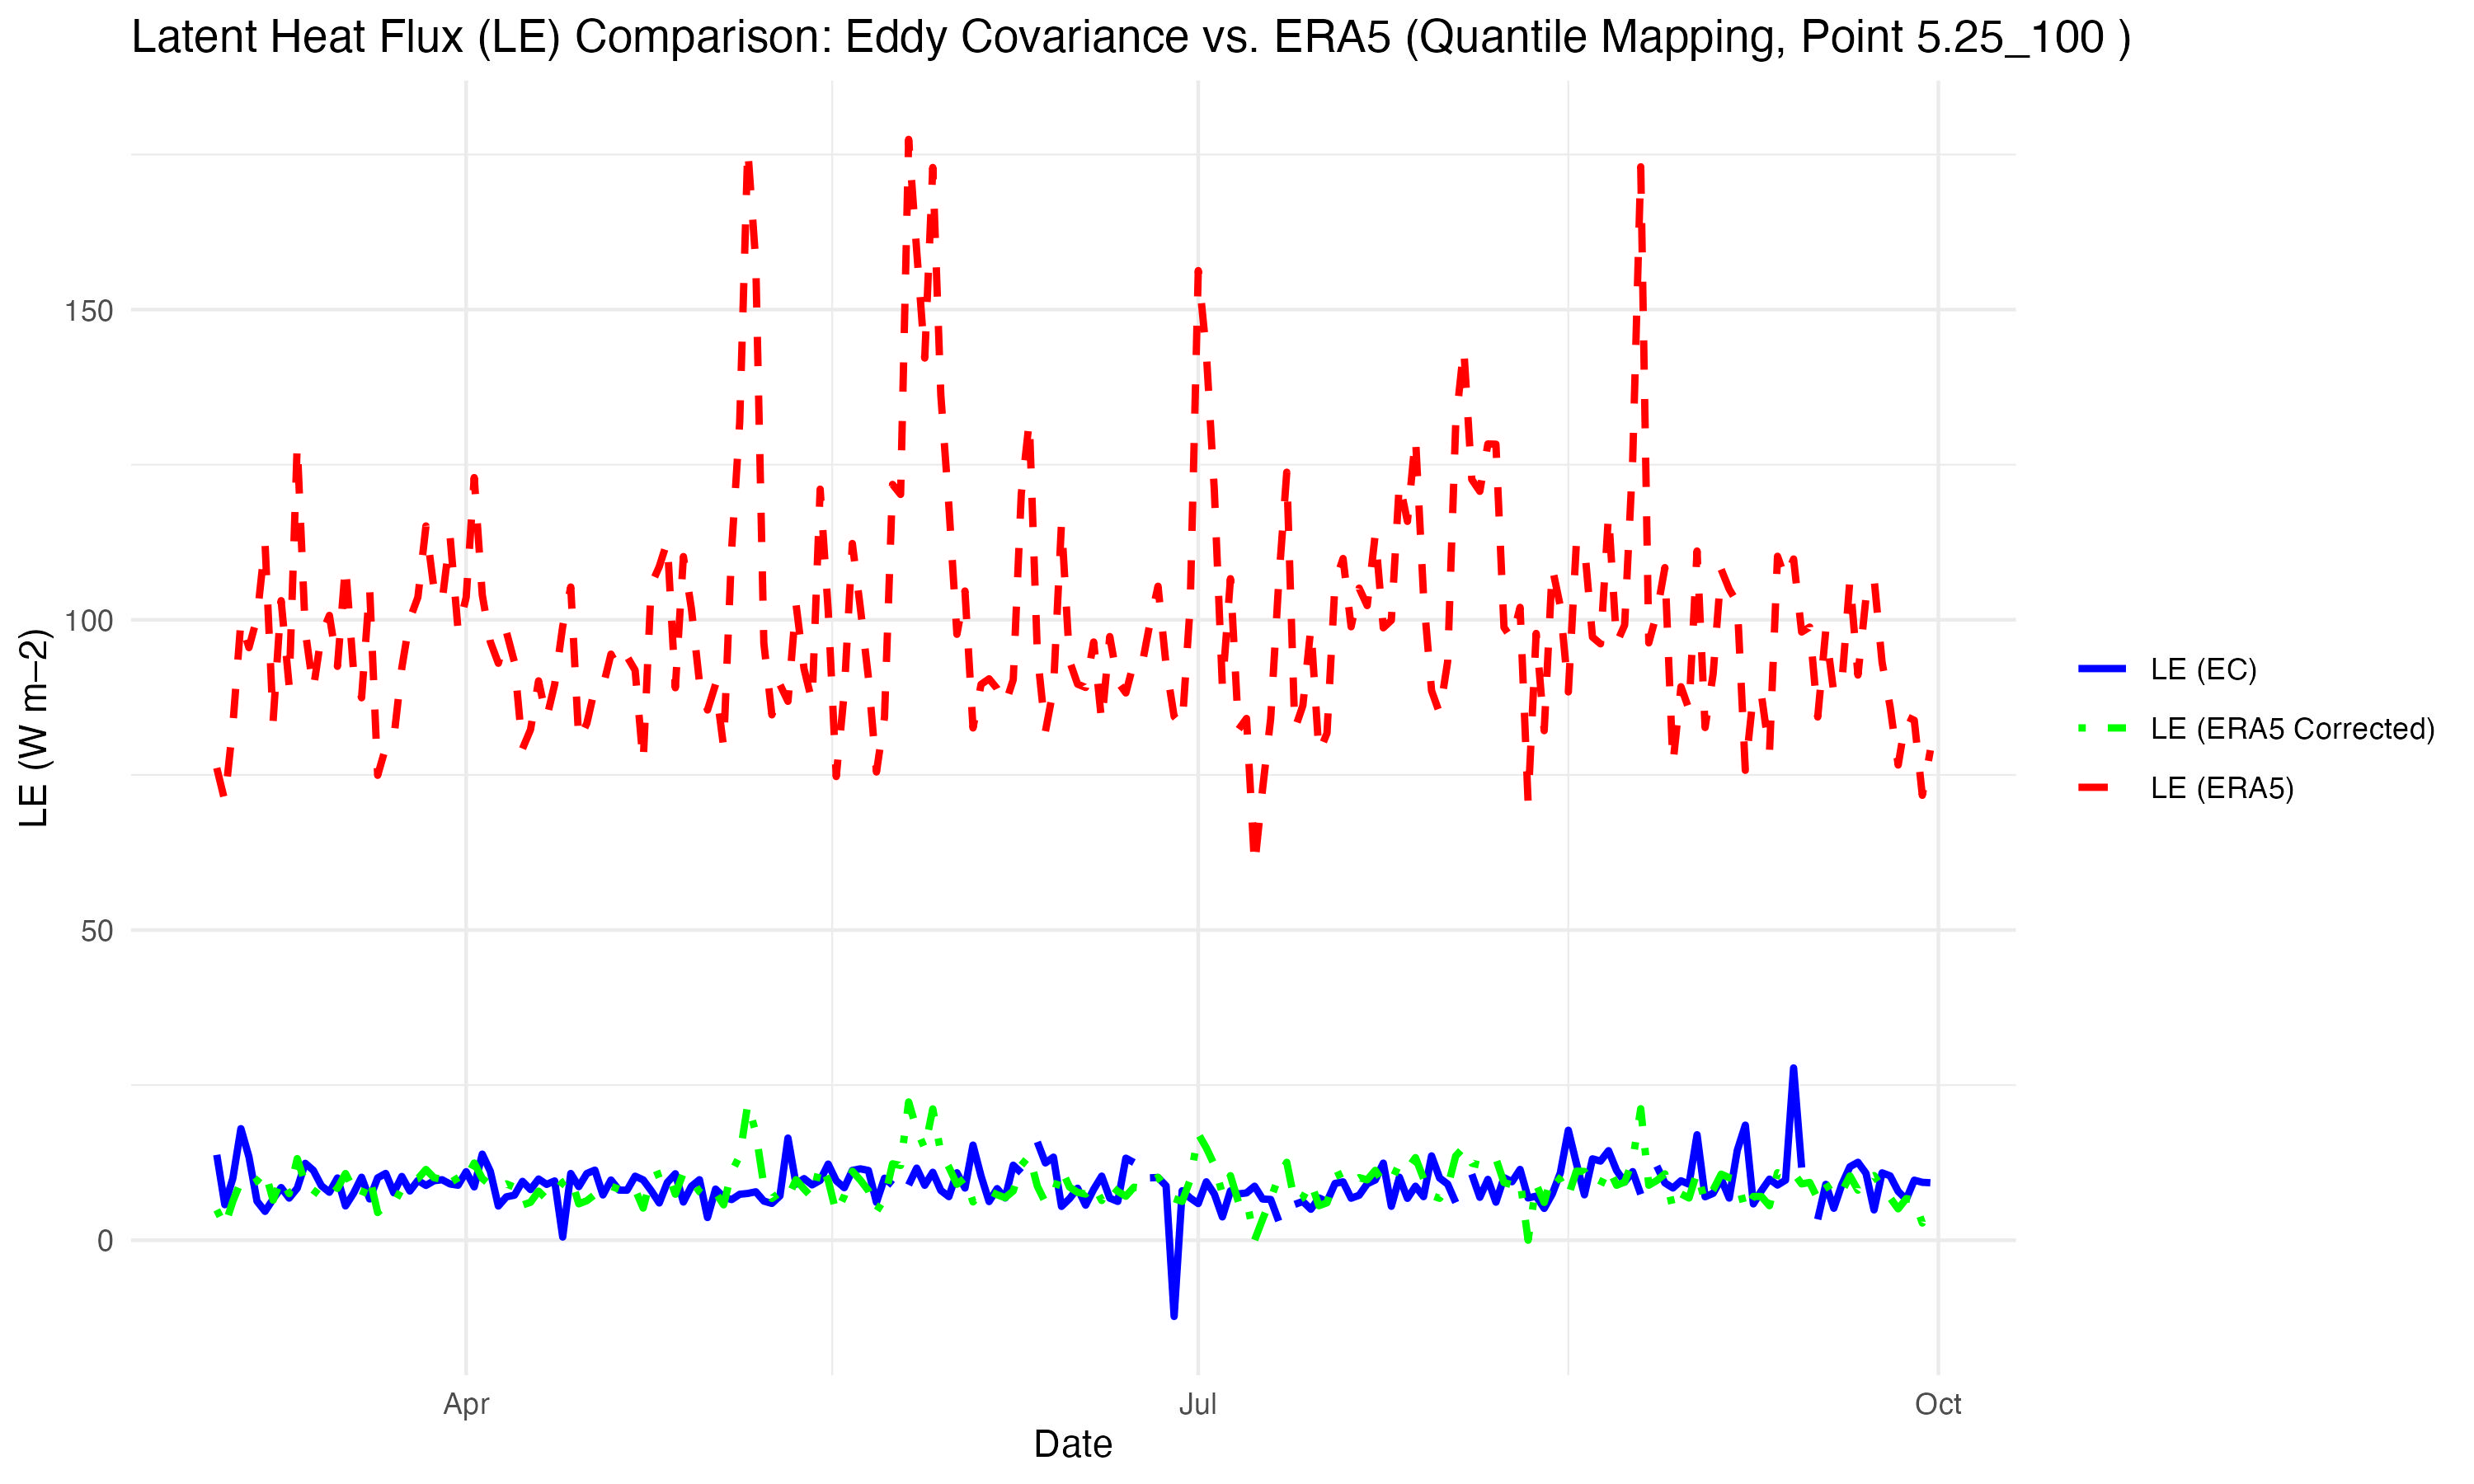 Latent Heat Flux (LE) Comparison: Eddy Covariance vs. ERA5 (Quantile Mapping, Point 5.25_100 )
LE (W m−2)
150
100
50
0
Apr
Jul
Oct
Date
LE (EC)
LE (ERA5 Corrected)
LE (ERA5)